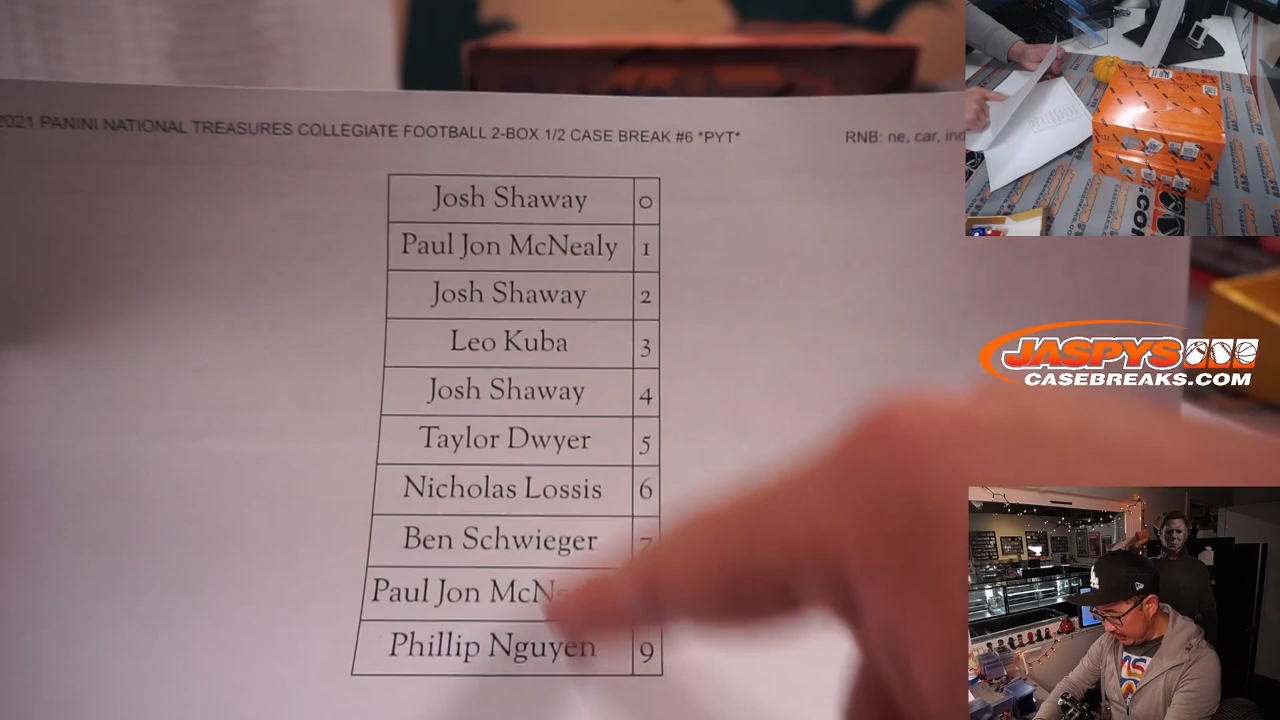 2021 PANINI NATIONAL TREASURES COLLEGIATE FOOTBALL 2-BOX 1/2 CASE BREAK #6 *PYT*
RNB: ne, car, ind
Josh Shaway 0
Paul Jon McNealy 1
Josh Shaway 2
Leo Kuba 3
Josh Shaway 4
Taylor Dwyer 5
Nicholas Lossis 6
Ben Schwieger 7
Paul Jon
Phillip Nguyen 9
JASPYS
CASEBREAKS.COM